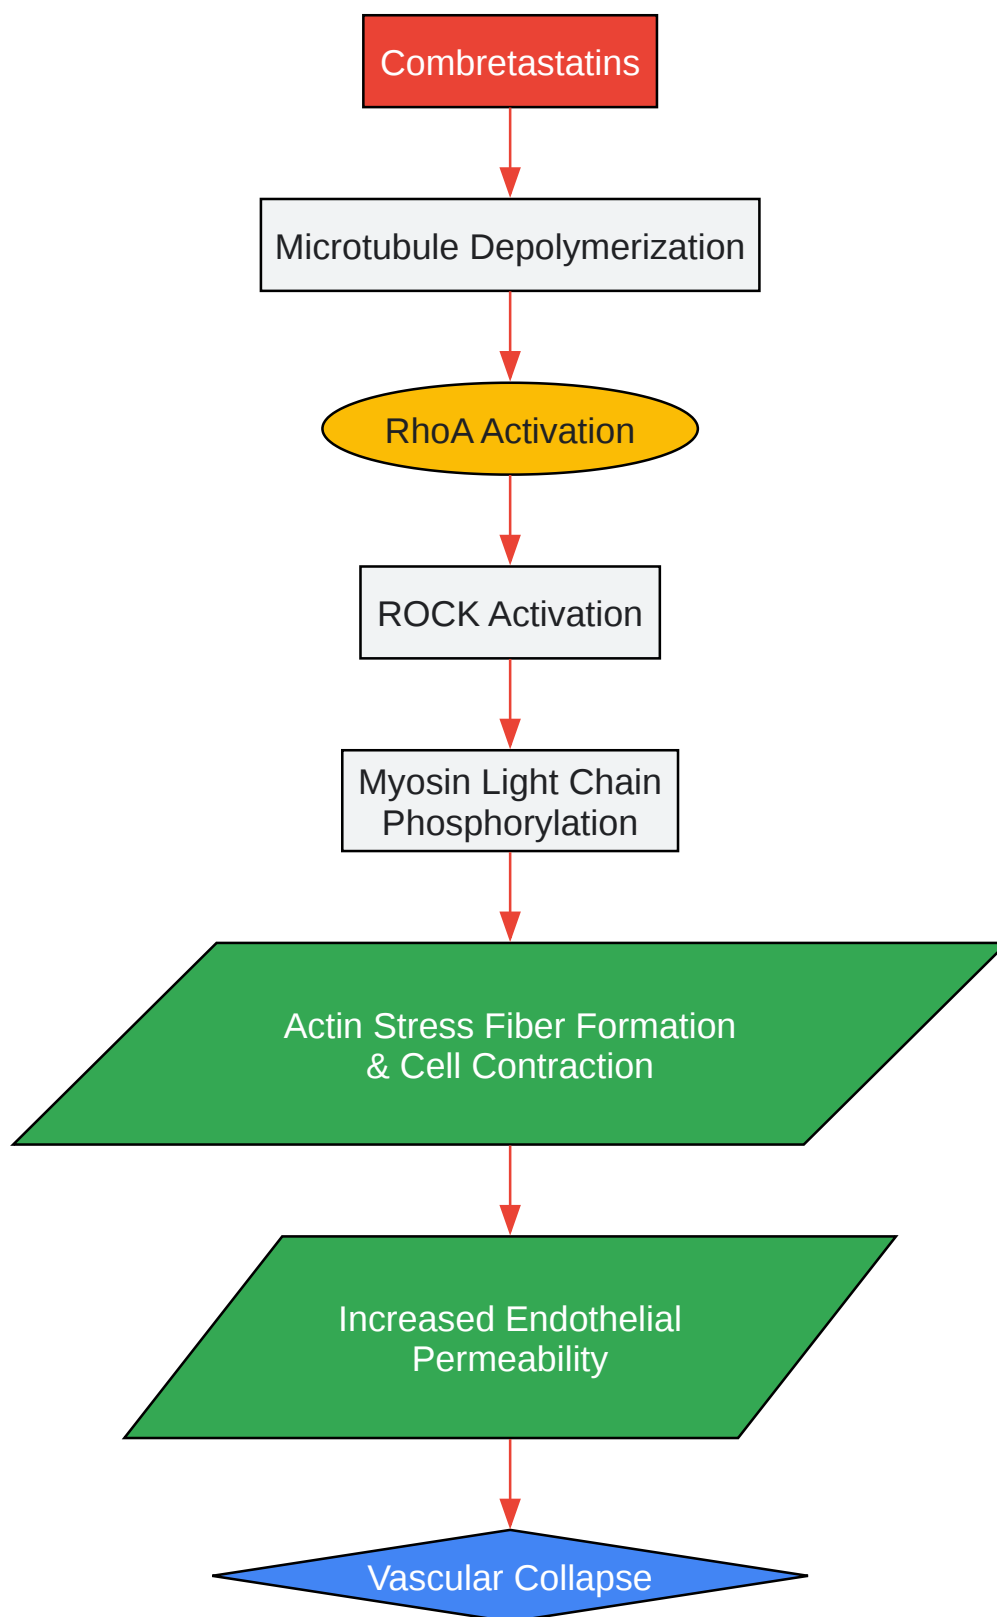 Combretastatins
Microtubule Depolymerization
RhoA Activation
ROCK Activation
Myosin Light Chain
Phosphorylation
Actin Stress Fiber Formation
& Cell Contraction
Increased Endothelial
Permeability
Vascular Collapse